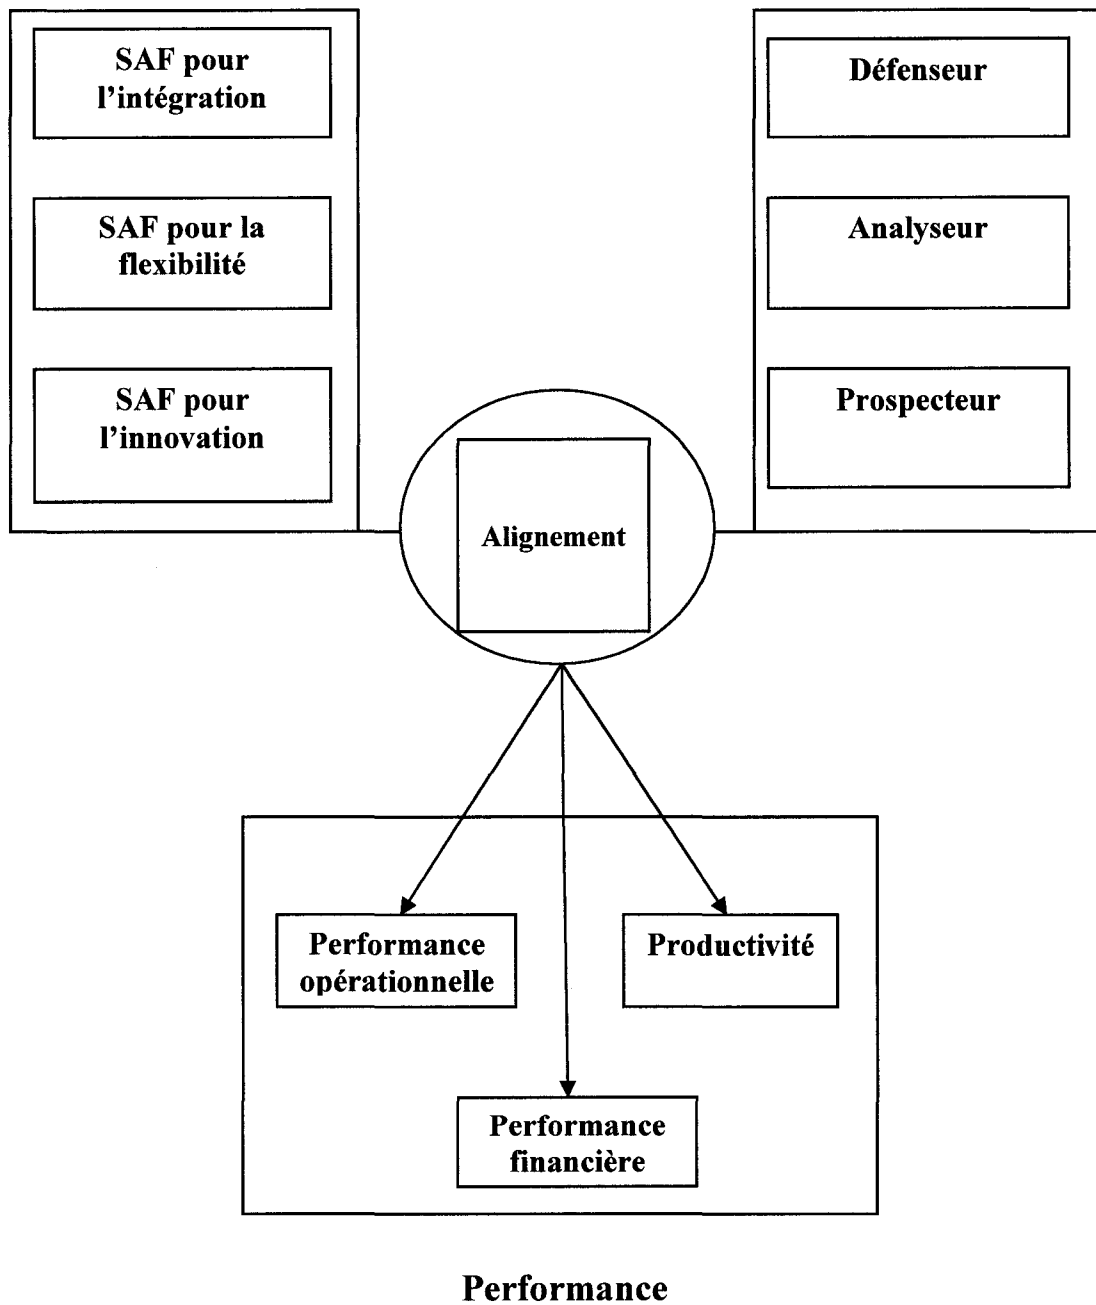 SAF pour
l'intégration
SAF pour la
flexibilité
SAF pour
l'innovation
Défenseur
Analyseur
Prospecteur
Alignement
Performance
opérationnelle
Productivité
Performance
financière
Performance